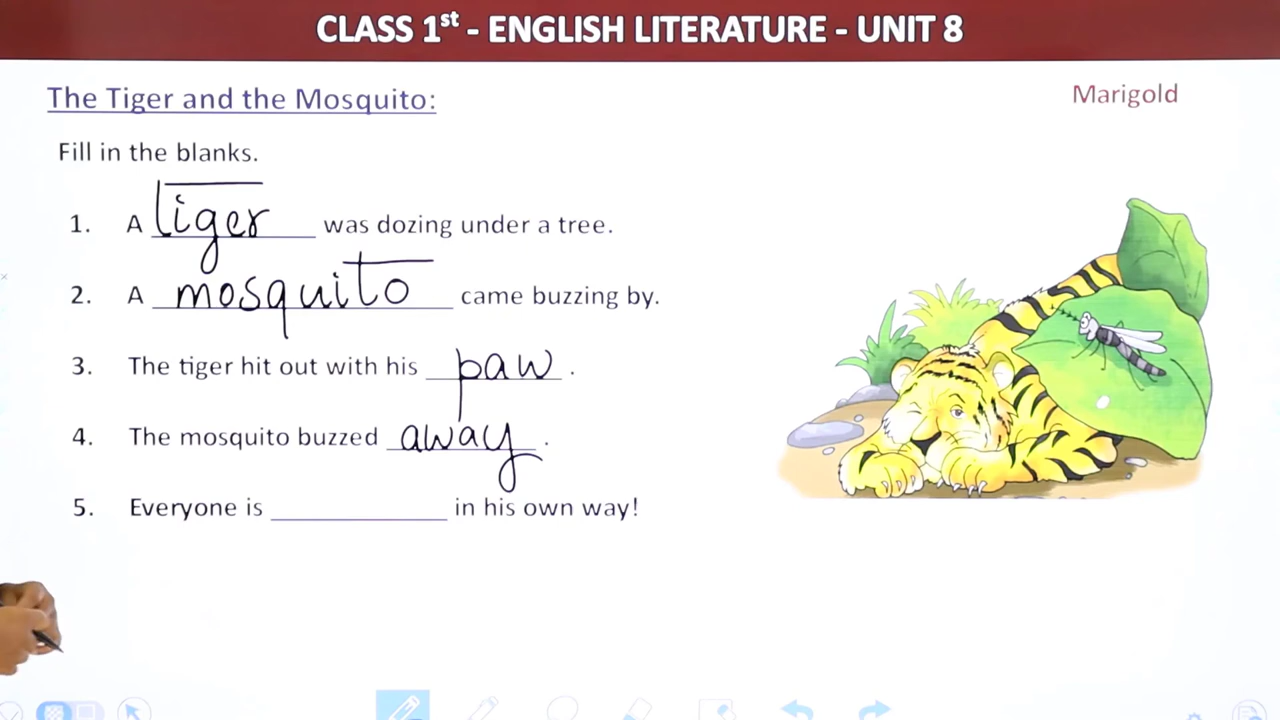 CLASS 1st - ENGLISH LITERATURE - UNIT 8
The Tiger and the Mosquito:
Marigold
Fill in the blanks.
1. A tiger was dozing under a tree.
2. A mosquito came buzzing by.
3. The tiger hit out with his paw .
4. The mosquito buzzed away .
5. Everyone is ____________ in his own way!